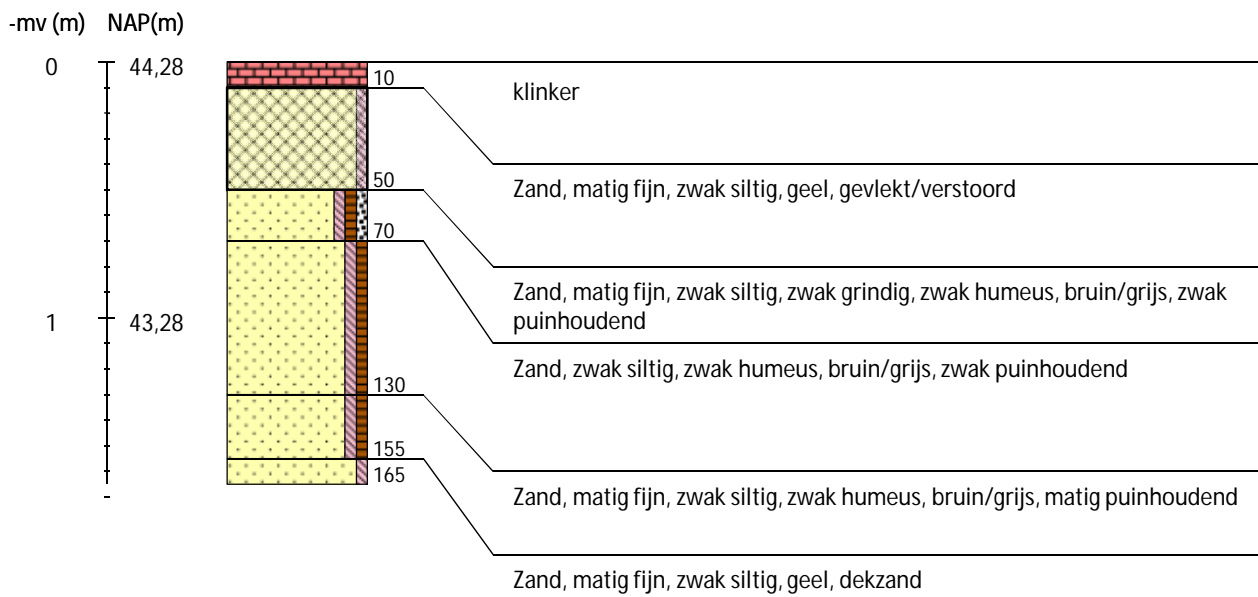 -mv (m) NAP(m)
0 44,28
10
klinker
50
Zand, matig fijn, zwak siltig, geel, gevlekt/verstoord
70
Zand, matig fijn, zwak siltig, zwak grindig, zwak humeus, bruin/grijs, zwak
puinhoudend
1 43,28
Zand, zwak siltig, zwak humeus, bruin/grijs, zwak puinhoudend
130
155
165
Zand, matig fijn, zwak siltig, zwak humeus, bruin/grijs, matig puinhoudend
-
Zand, matig fijn, zwak siltig, geel, dekzand